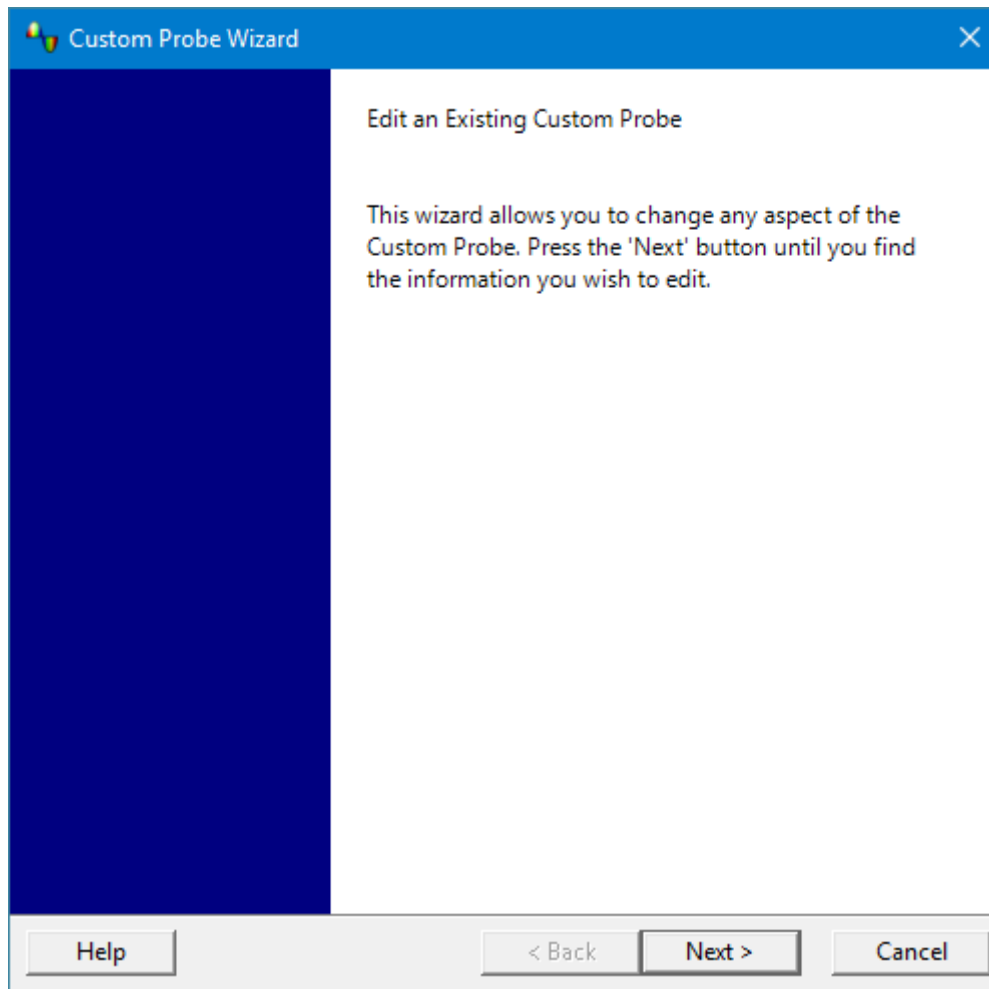 Custom Probe Wizard
Edit an Existing Custom Probe
This wizard allows you to change any aspect of the
Custom Probe. Press the 'Next' button until you find
the information you wish to edit.
Help
< Back
Next >
Cancel